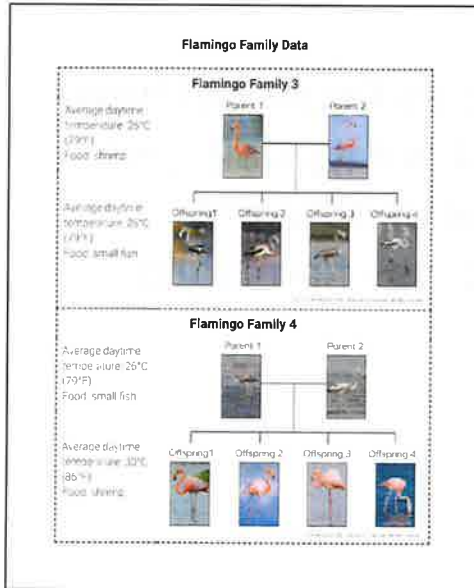 Flamingo Family Data
Flamingo Family 3
Average daytime
temperature: 26°C
(79°F)
Food: shrimp
Parent 1
Parent 2
Average daytime
temperature: 26°C
(79°F)
Food: small fish
Offspring 1
Offspring 2
Offspring 3
Offspring 4
Flamingo Family 4
Average daytime
temperature: 26°C
(79°F)
Food: small fish
Parent 1
Parent 2
Average daytime
temperature: 30°C
(86°F)
Food: shrimp
Offspring 1
Offspring 2
Offspring 3
Offspring 4